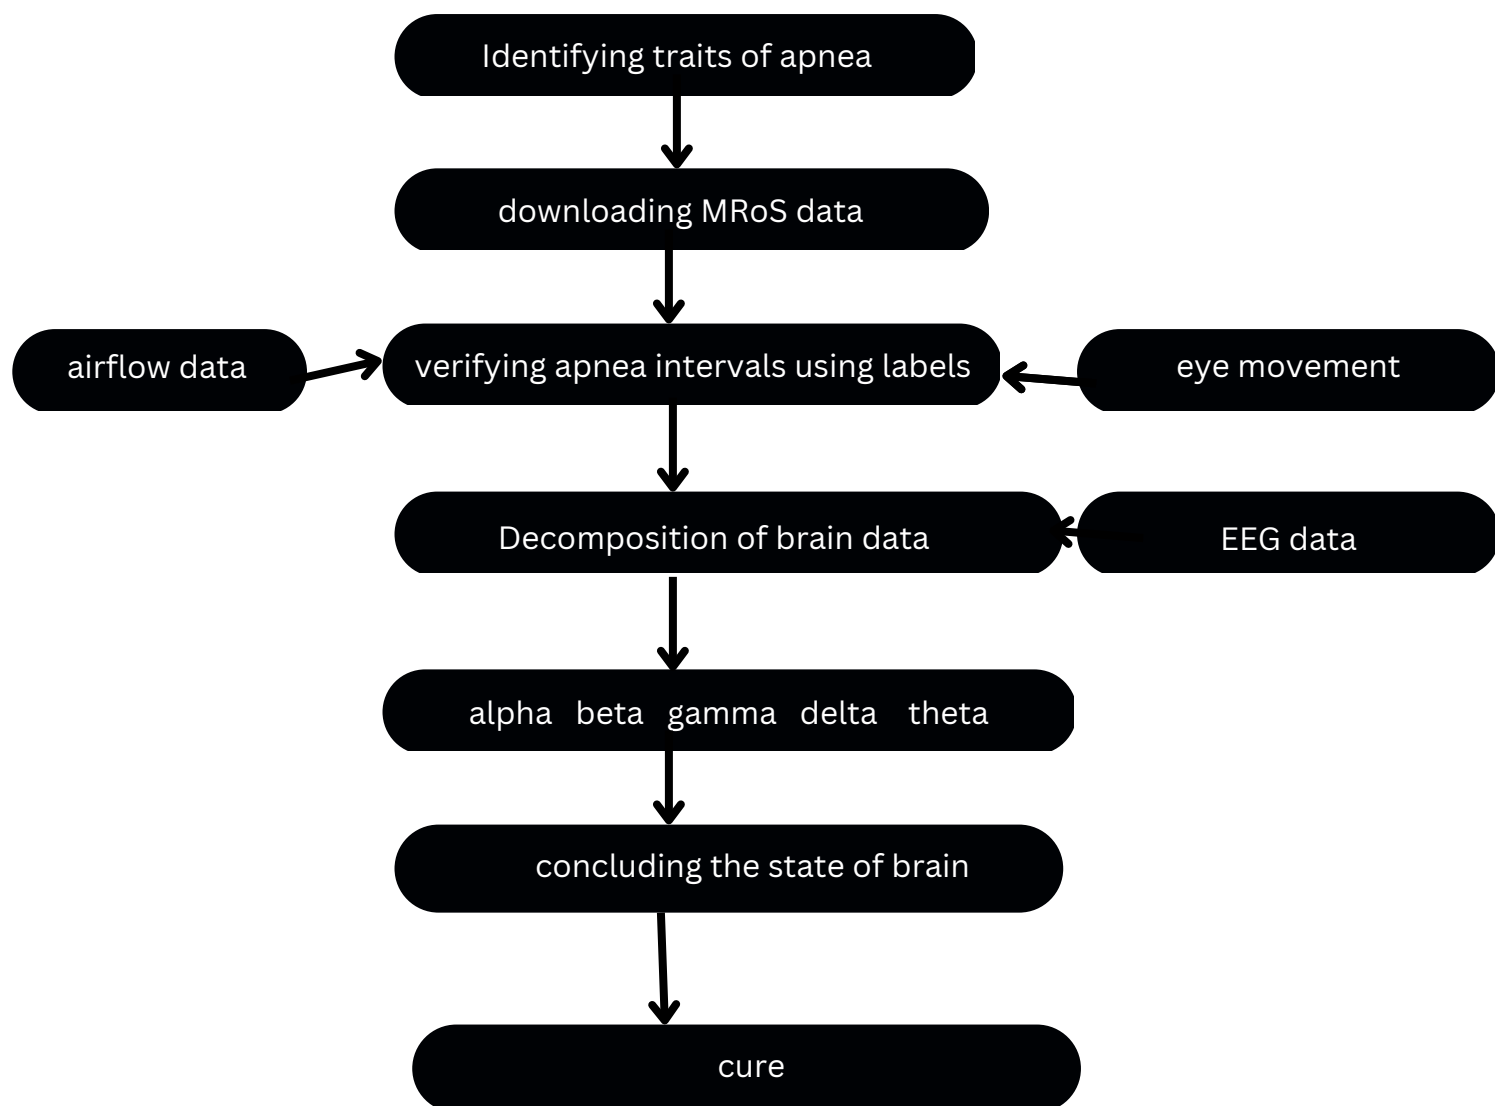 Identifying traits of apnea
downloading MRoS data
airflow data
verifying apnea intervals using labels
eye movement
Decomposition of brain data
EEG data
alpha beta gamma delta theta
concluding the state of brain
cure